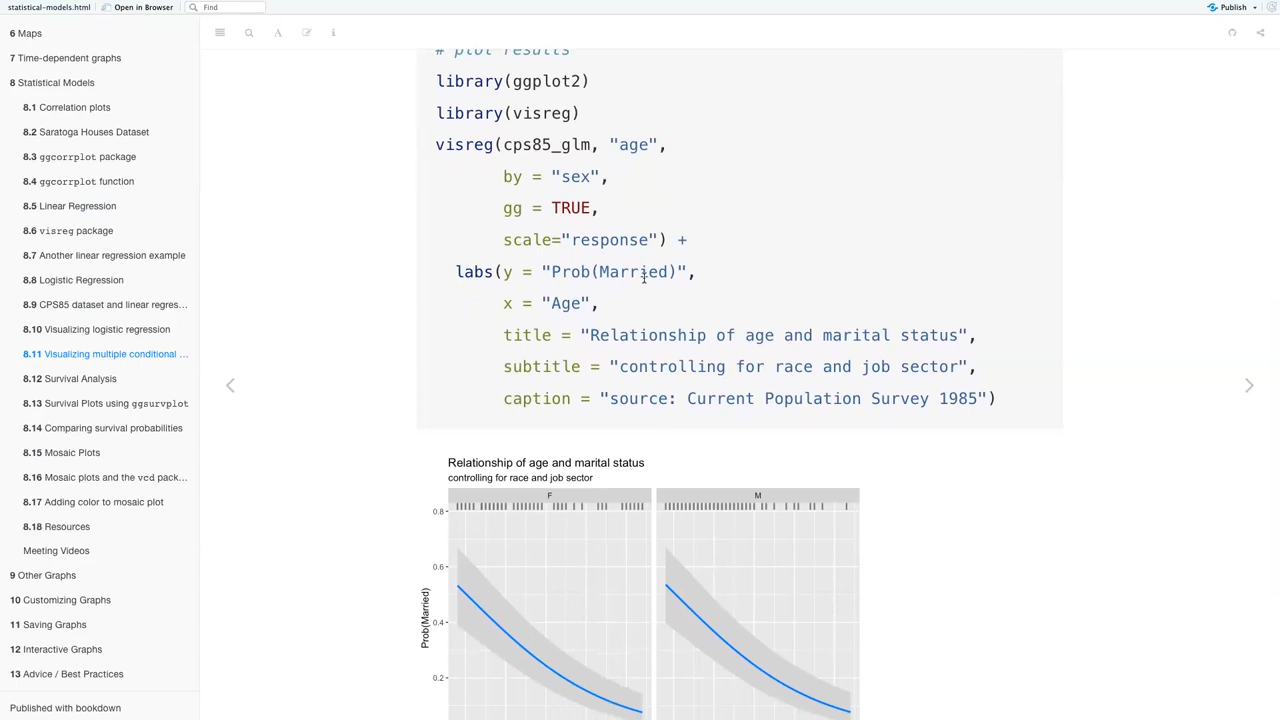 statistical-models.html
Open in Browser
Find
Publish
6 Maps
7 Time-dependent graphs
8 Statistical Models
8.1 Correlation plots
8.2 Saratoga Houses Dataset
8.3 ggcorrplot package
8.4 ggcorrplot function
8.5 Linear Regression
8.6 visreg package
8.7 Another linear regression example
8.8 Logistic Regression
8.9 CPS85 dataset and linear regres...
8.10 Visualizing logistic regression
8.11 Visualizing multiple conditional ...
8.12 Survival Analysis
8.13 Survival Plots using ggsurvplot
8.14 Comparing survival probabilities
8.15 Mosaic Plots
8.16 Mosaic plots and the vcd pack...
8.17 Adding color to mosaic plot
8.18 Resources
Meeting Videos
9 Other Graphs
10 Customizing Graphs
11 Saving Graphs
12 Interactive Graphs
13 Advice / Best Practices
Published with bookdown
# plot results
library(ggplot2)
library(visreg)
visreg(cps85_glm, "age",
by = "sex",
gg = TRUE,
scale="response") +
labs(y = "Prob(Married)",
x = "Age",
title = "Relationship of age and marital status",
subtitle = "controlling for race and job sector",
caption = "source: Current Population Survey 1985")
Relationship of age and marital status
controlling for race and job sector
F
M
0.8
0.6
0.4
0.2
Prob(Married)